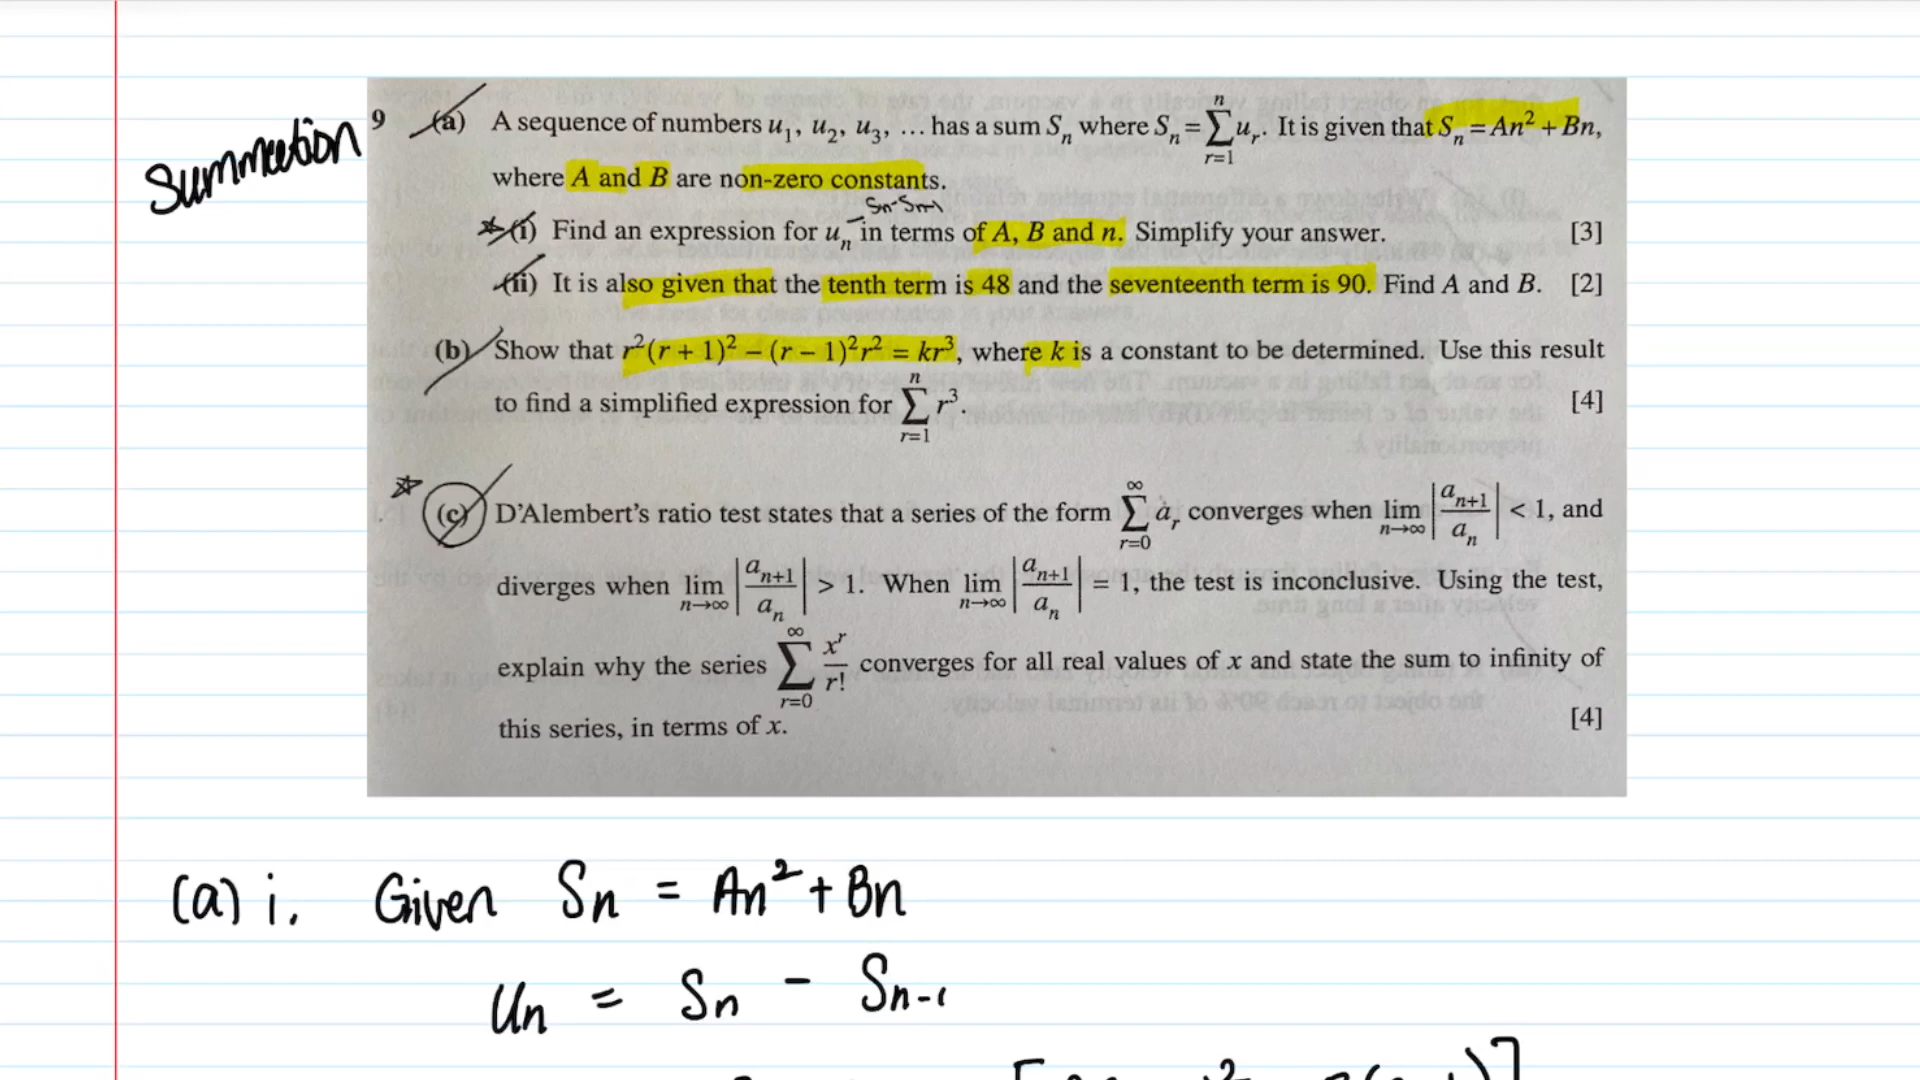 Summation
9 (a) A sequence of numbers u₁, u₂, u₃, ... has a sum Sₙ where Sₙ = ∑_{r=1}^{n} uᵣ. It is given that Sₙ = An² + Bn,
where A and B are non-zero constants.
Sn-Sn-1
(i) Find an expression for uₙ in terms of A, B and n. Simplify your answer. [3]
(ii) It is also given that the tenth term is 48 and the seventeenth term is 90. Find A and B. [2]
(b) Show that r²(r + 1)² − (r − 1)²r² = kr³, where k is a constant to be determined. Use this result
to find a simplified expression for ∑_{r=1}^{n} r³. [4]
(c) D'Alembert's ratio test states that a series of the form ∑_{r=0}^{∞} aᵣ converges when lim_{n→∞} |aₙ₊₁/aₙ| < 1, and
diverges when lim_{n→∞} |aₙ₊₁/aₙ| > 1. When lim_{n→∞} |aₙ₊₁/aₙ| = 1, the test is inconclusive. Using the test,
explain why the series ∑_{r=0}^{∞} xʳ/r! converges for all real values of x and state the sum to infinity of
this series, in terms of x. [4]
(a) i. Given Sn = An² + Bn
Un = Sn - Sn-1